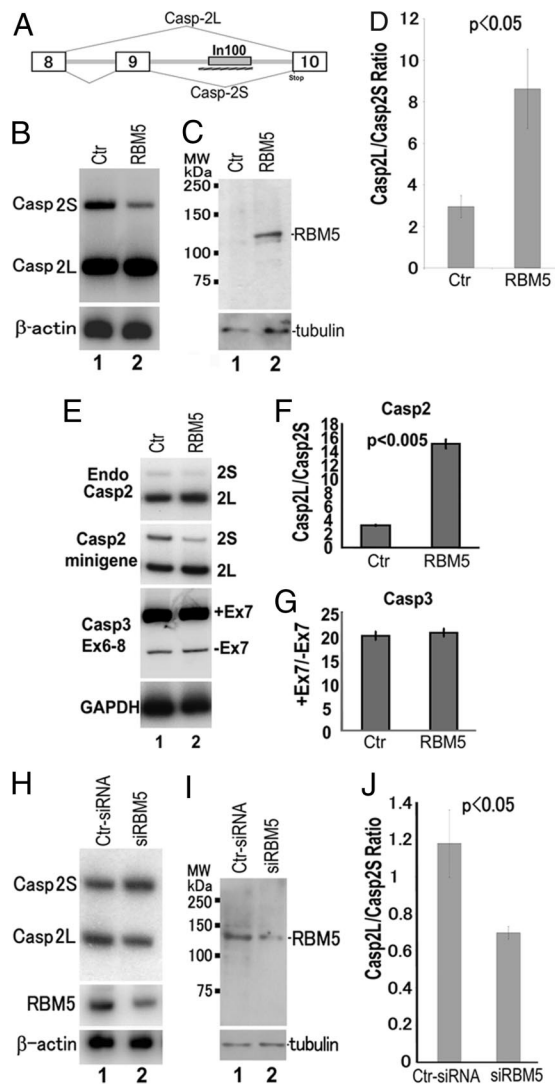 A
Casp-2L
8
9
In100
10
Stop
Casp-2S
B
Ctr
RBM5
Casp 2S
Casp 2L
β-actin
1 2
C
MW
kDa
Ctr
RBM5
250
150
100
75
-RBM5
-tubulin
1 2
D
p<0.05
Casp2L/Casp2S Ratio
12
10
8
6
4
2
0
Ctr RBM5
E
Ctr
RBM5
Endo
Casp2
2S
2L
Casp2
minigene
2S
2L
Casp3
Ex6-8
+Ex7
-Ex7
GAPDH
1 2
F
Casp2
p<0.005
Casp2L/Casp2S
18
16
14
12
10
8
6
4
2
0
Ctr RBM5
G
Casp3
+Ex7/-Ex7
25
20
15
10
5
0
Ctr RBM5
H
Ctr-siRNA
siRBM5
Casp2S
Casp2L
RBM5
β-actin
1 2
I
MW
kDa
Ctr-siRNA
siRBM5
250
150
100
75
-RBM5
tubulin
1 2
J
p<0.05
Casp2L/Casp2S Ratio
1.4
1.2
1
0.8
0.6
0.4
0.2
0
Ctr-siRNA siRBM5